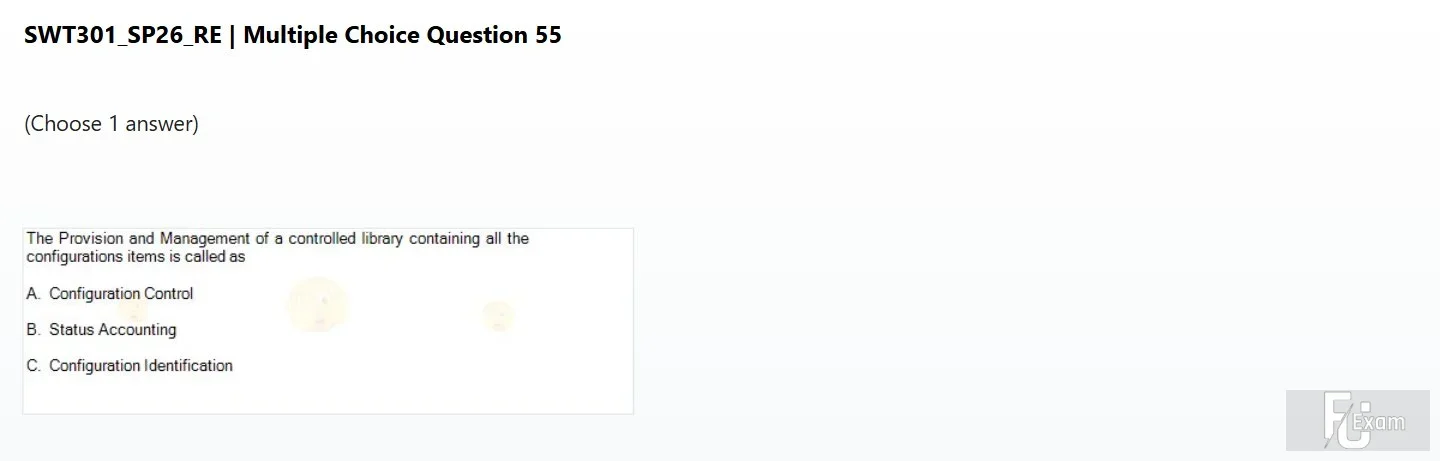 SWT301_SP26_RE | Multiple Choice Question 55
(Choose 1 answer)
The Provision and Management of a controlled library containing all the
configurations items is called as
A. Configuration Control
B. Status Accounting
C. Configuration Identification
FU Exam